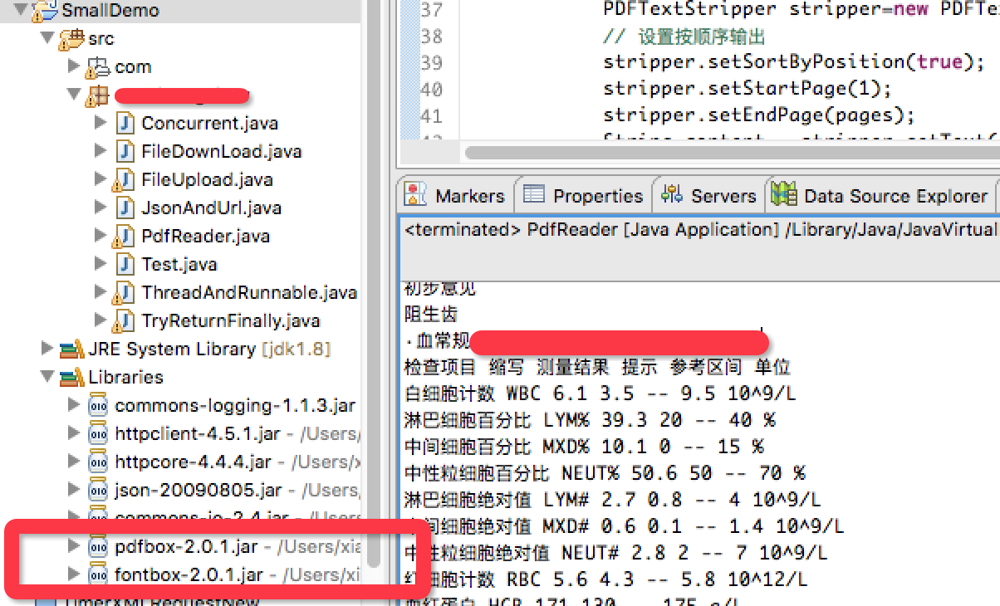 SmallDemo
src
com
Concurrent.java
FileDownLoad.java
FileUpload.java
JsonAndUrl.java
PdfReader.java
Test.java
ThreadAndRunnable.java
TryReturnFinally.java
JRE System Library [jdk1.8]
Libraries
commons-logging-1.1.3.jar
httpclient-4.5.1.jar - /Users/
httpcore-4.4.4.jar - /Users/x
json-20090805.jar - /Users/
commons-io-2.4.jar - /Users
pdfbox-2.0.1.jar - /Users/xia
fontbox-2.0.1.jar - /Users/xi
UmerXMLRequestNew
37 PDFTextStripper stripper=new PDFTe
38 // 设置按顺序输出
39 stripper.setSortByPosition(true);
40 stripper.setStartPage(1);
41 stripper.setEndPage(pages);
42 String content = stripper.getText(
Markers Properties Servers Data Source Explorer
<terminated> PdfReader [Java Application] /Library/Java/JavaVirtual
初步意见
阻生齿
·血常规
检查项目 缩写 测量结果 提示 参考区间 单位
白细胞计数 WBC 6.1 3.5 -- 9.5 10^9/L
淋巴细胞百分比 LYM% 39.3 20 -- 40 %
中间细胞百分比 MXD% 10.1 0 -- 15 %
中性粒细胞百分比 NEUT% 50.6 50 -- 70 %
淋巴细胞绝对值 LYM# 2.7 0.8 -- 4 10^9/L
中间细胞绝对值 MXD# 0.6 0.1 -- 1.4 10^9/L
中性粒细胞绝对值 NEUT# 2.8 2 -- 7 10^9/L
红细胞计数 RBC 5.6 4.3 -- 5.8 10^12/L
血红蛋白 HGB 171 130 -- 175 g/L